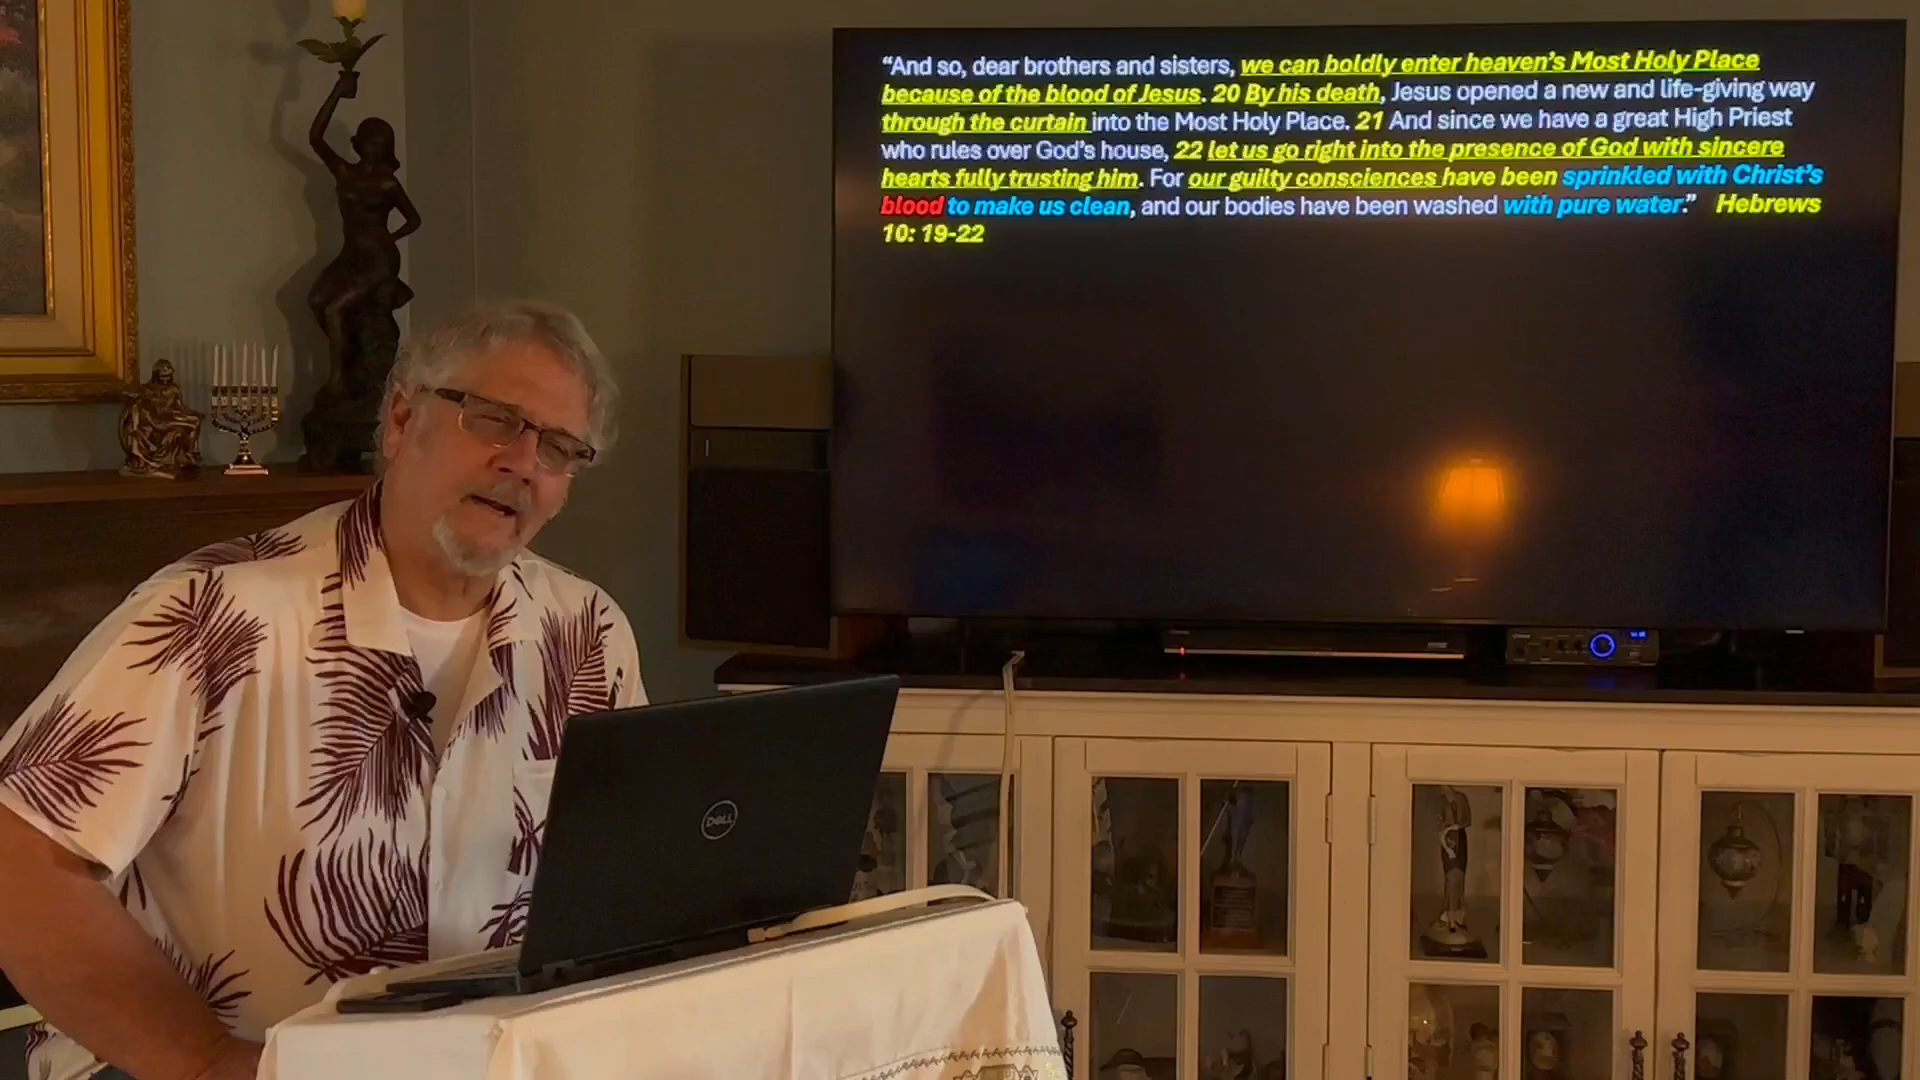 “And so, dear brothers and sisters, we can boldly enter heaven’s Most Holy Place
because of the blood of Jesus. 20 By his death, Jesus opened a new and life-giving way
through the curtain into the Most Holy Place. 21 And since we have a great High Priest
who rules over God’s house, 22 let us go right into the presence of God with sincere
hearts fully trusting him. For our guilty consciences have been sprinkled with Christ’s
blood to make us clean, and our bodies have been washed with pure water.” Hebrews
10: 19-22
DELL